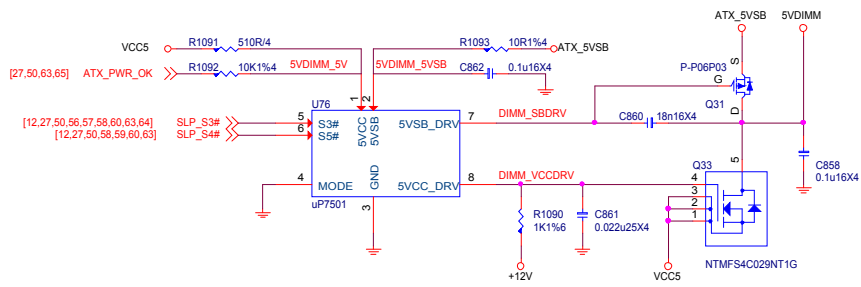 ATX_5VSB
5VDIMM
VCC5
R1091
510R/4
R1093
10R1%4
ATX_5VSB
[27,50,63,65]
ATX_PWR_OK
R1092
10K1%4
5VDIMM_5V
5VDIMM_5VSB
C862
0.1u16X4
P-P06P03
S
G
D
Q31
U76
1
2
[12,27,50,56,57,58,60,63,64]
SLP_S3#
5
S3#
5VCC
5VSB
5VSB_DRV
7
DIMM_SBDRV
C860
18n16X4
[12,27,50,58,59,60,63]
SLP_S4#
6
S5#
4
MODE
GND
5VCC_DRV
8
DIMM_VCCDRV
uP7501
3
R1090
1K1%6
C861
0.022u25X4
+12V
Q33
5
4
3
2
1
C858
0.1u16X4
VCC5
NTMFS4C029NT1G